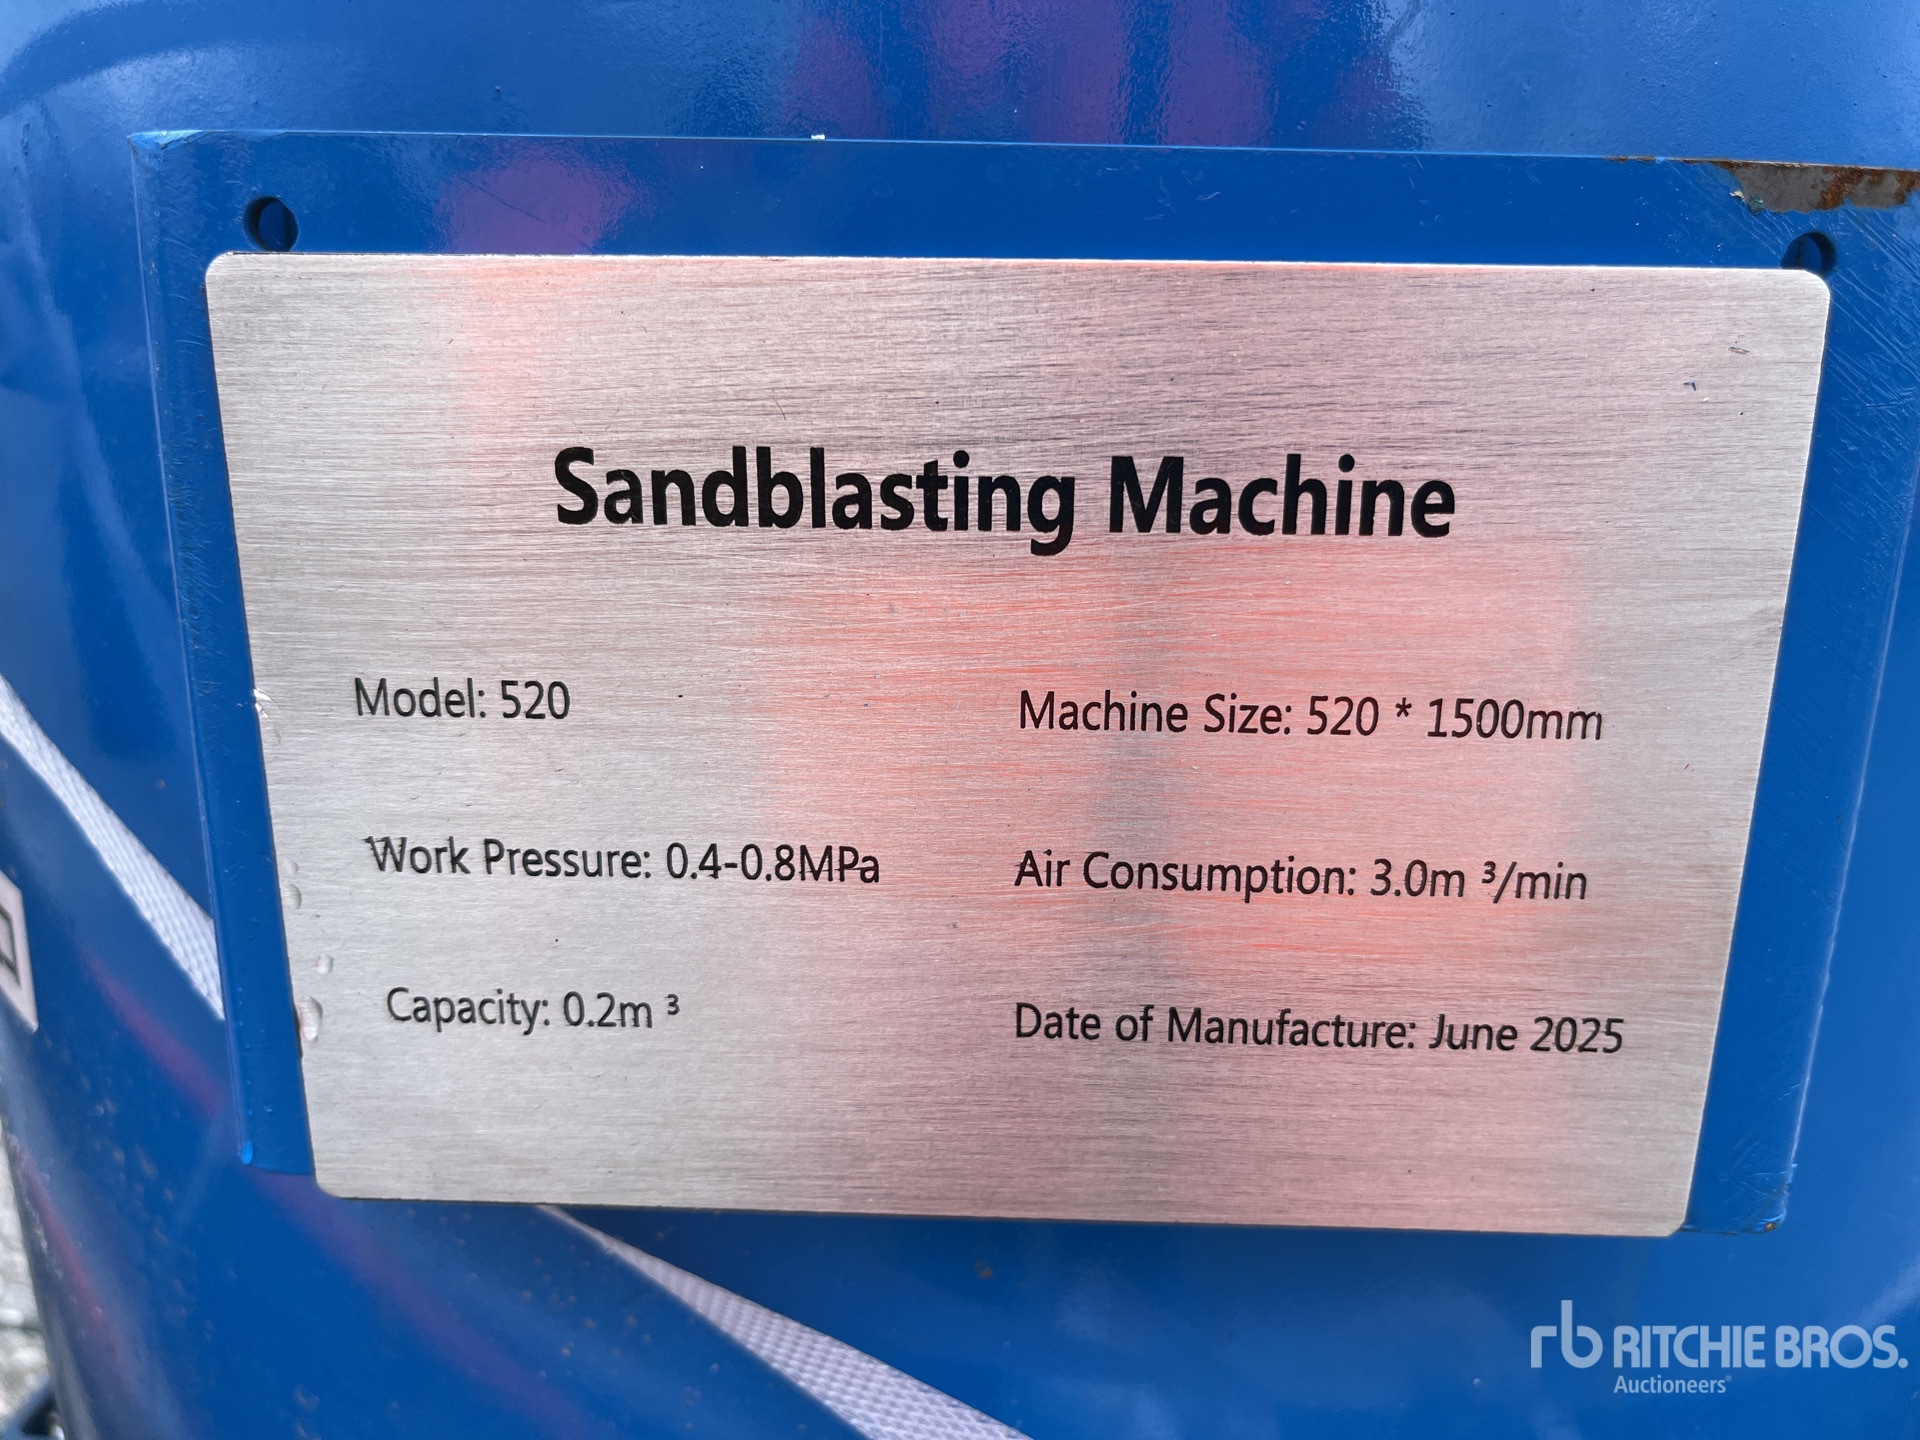 Sandblasting Machine
Model: 520
Machine Size: 520 * 1500mm
Work Pressure: 0.4-0.8MPa
Air Consumption: 3.0m ³/min
Capacity: 0.2m ³
Date of Manufacture: June 2025
rb RITCHIE BROS.
Auctioneers